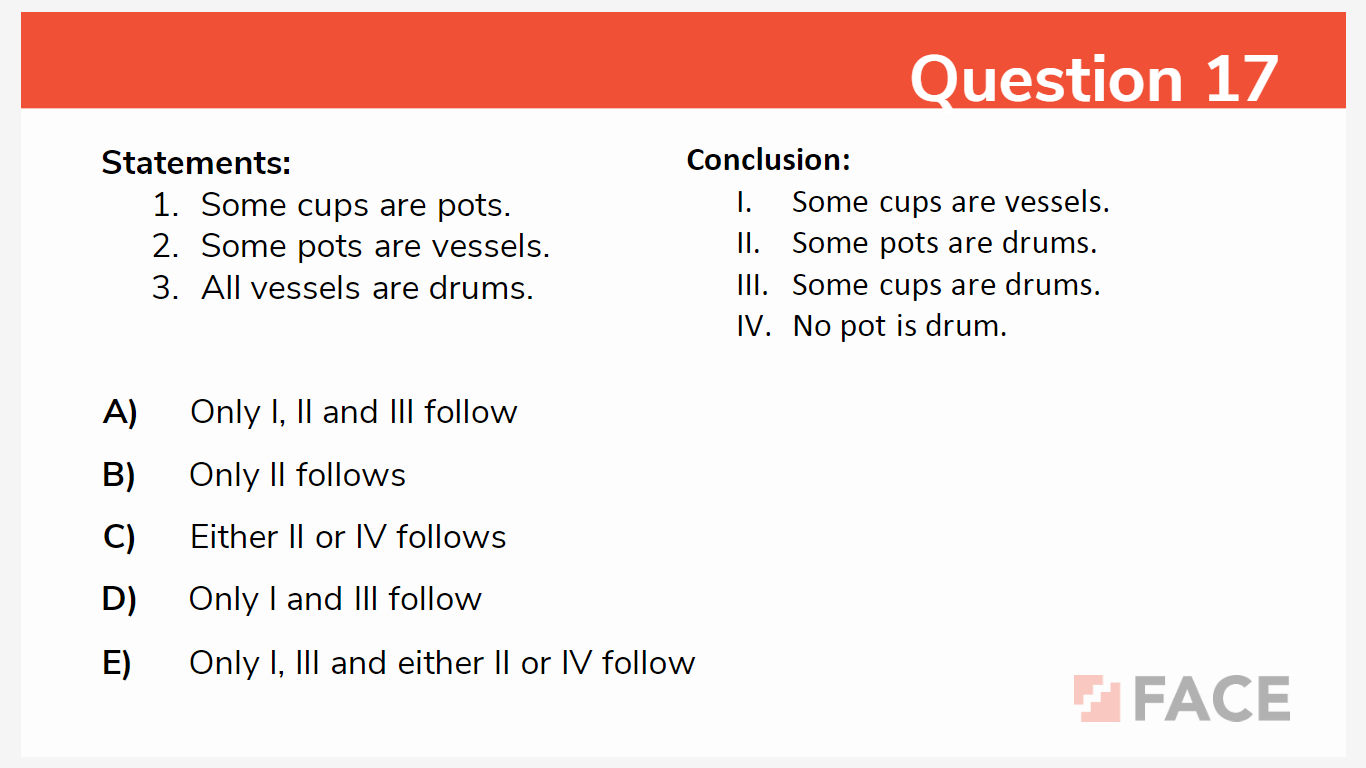 Question 17
Statements:
1. Some cups are pots.
2. Some pots are vessels.
3. All vessels are drums.
Conclusion:
I. Some cups are vessels.
II. Some pots are drums.
III. Some cups are drums.
IV. No pot is drum.
A) Only I, II and III follow
B) Only II follows
C) Either II or IV follows
D) Only I and III follow
E) Only I, III and either II or IV follow
FACE